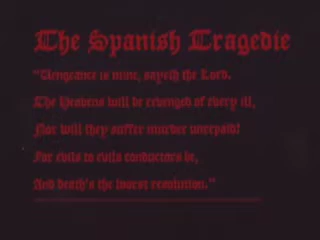 The Spanish Tragedie
"Vengeance is mine, sayeth the Lord.
The Heavens will be revenged of every ill,
Nor will they suffer murder unrepaid!
For evils to evils conductors be,
And death's the worst resolution."